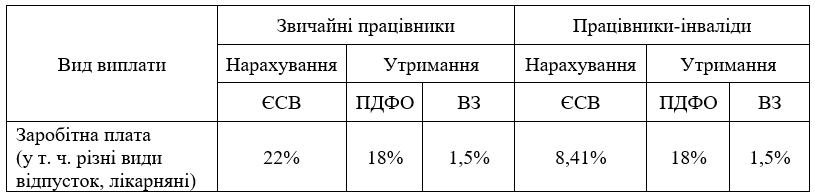 Вид виплати
Звичайні працівники
Працівники-інваліди
Нарахування
Утримання
Нарахування
Утримання
ЄСВ
ПДФО
ВЗ
ЄСВ
ПДФО
ВЗ
Заробітна плата
(у т. ч. різні види
відпусток, лікарняні)
22%
18%
1,5%
8,41%
18%
1,5%